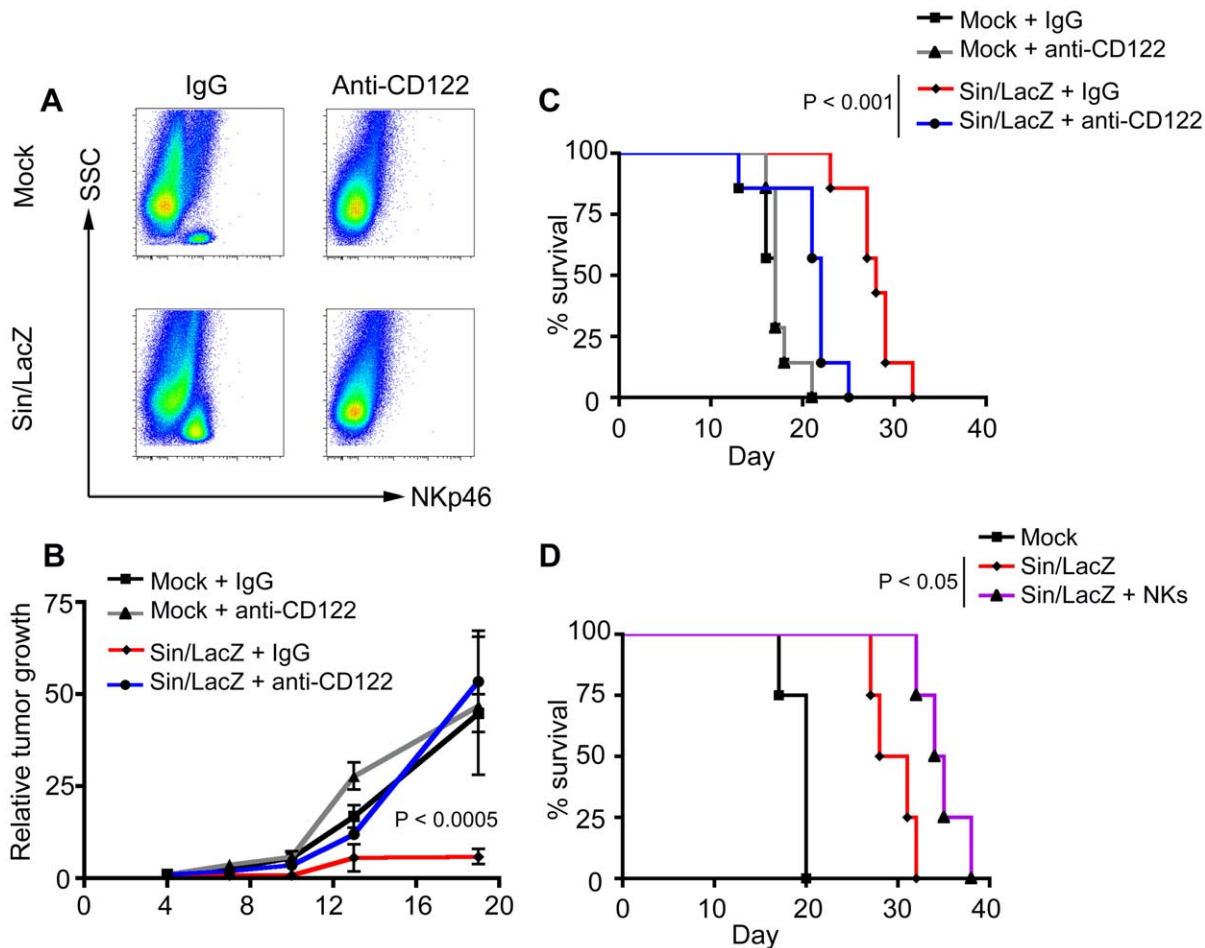 A
IgG
Anti-CD122
Mock
Sin/LacZ
SSC
NKp46
B
Mock + IgG
Mock + anti-CD122
Sin/LacZ + IgG
Sin/LacZ + anti-CD122
Relative tumor growth
75
50
25
0
P < 0.0005
0
4
8
12
16
20
C
Mock + IgG
Mock + anti-CD122
Sin/LacZ + IgG
Sin/LacZ + anti-CD122
P < 0.001
% survival
100
75
50
25
0
0
10
20
30
40
Day
D
Mock
Sin/LacZ
Sin/LacZ + NKs
P < 0.05
% survival
100
75
50
25
0
0
10
20
30
40
Day